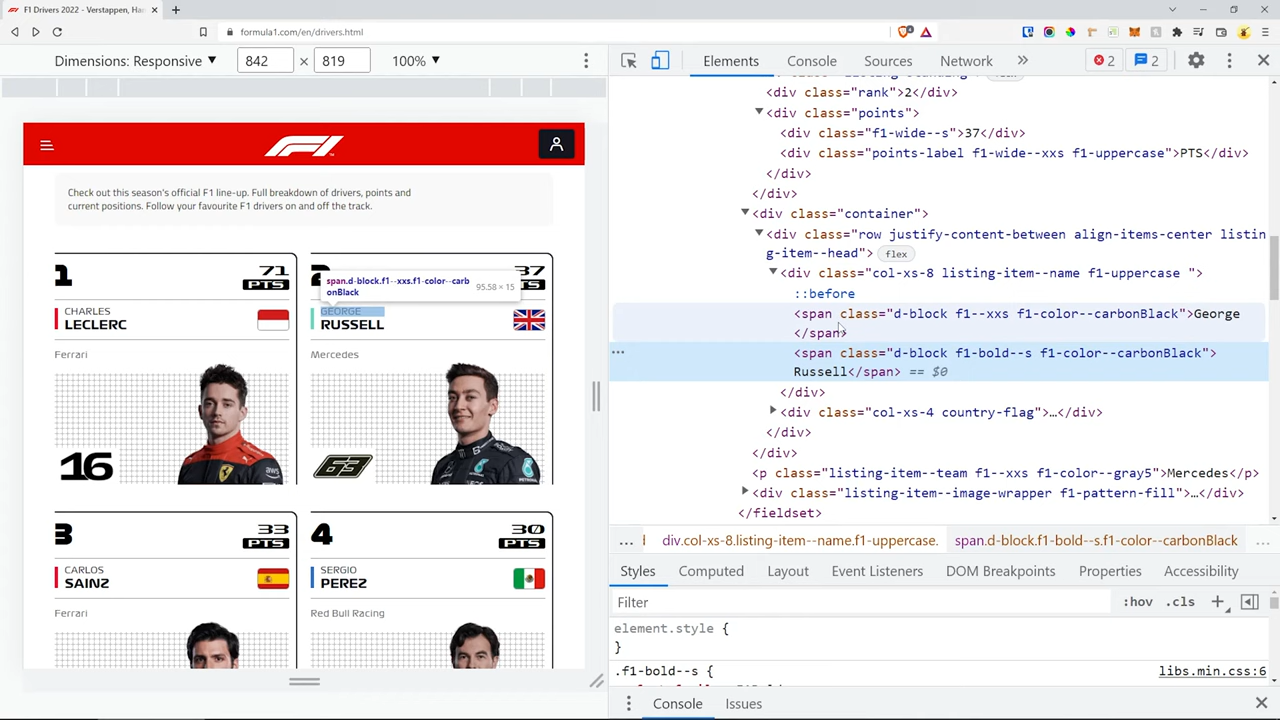 F1 Drivers 2022 - Verstappen, Ha
formula1.com/en/drivers.html
Dimensions: Responsive
842 × 819
100%
Elements
Console
Sources
Network
2
2
Check out this season's official F1 line-up. Full breakdown of drivers, points and
current positions. Follow your favourite F1 drivers on and off the track.
1
71
PTS
CHARLES
LECLERC
Ferrari
16
37
span.d-block.f1--xxs.f1-color--carb
onBlack
95.58 × 15
GEORGE
RUSSELL
Mercedes
63
3
33
PTS
CARLOS
SAINZ
Ferrari
4
30
PTS
SERGIO
PEREZ
Red Bull Racing
<div class="rank">2</div>
<div class="points">
<div class="f1-wide--s">37</div>
<div class="points-label f1-wide--xxs f1-uppercase">PTS</div>
</div>
</div>
<div class="container">
<div class="row justify-content-between align-items-center listin
g-item--head"> flex
<div class="col-xs-8 listing-item--name f1-uppercase ">
::before
<span class="d-block f1--xxs f1-color--carbonBlack">George
</span>
<span class="d-block f1-bold--s f1-color--carbonBlack">
Russell</span> == $0
</div>
<div class="col-xs-4 country-flag">…</div>
</div>
</div>
<p class="listing-item--team f1--xxs f1-color--gray5">Mercedes</p>
<div class="listing-item--image-wrapper f1-pattern-fill">…</div>
</fieldset>
... div.col-xs-8.listing-item--name.f1-uppercase. span.d-block.f1-bold--s.f1-color--carbonBlack ...
Styles
Computed
Layout
Event Listeners
DOM Breakpoints
Properties
Accessibility
Filter
:hov .cls +
element.style {
}
.f1-bold--s {
libs.min.css:6
Console
Issues